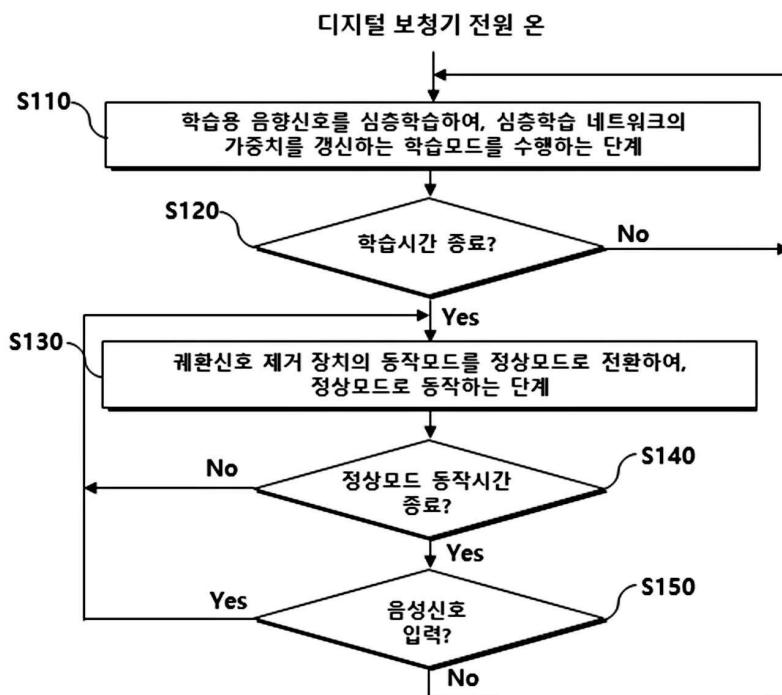 디지털 보청기 전원 온
S110
학습용 음향신호를 심층학습하여, 심층학습 네트워크의
가중치를 갱신하는 학습모드를 수행하는 단계
S120
학습시간 종료?
No
Yes
S130
궤환신호 제거 장치의 동작모드를 정상모드로 전환하여,
정상모드로 동작하는 단계
No
정상모드 동작시간
종료?
S140
Yes
Yes
음성신호
입력?
S150
No